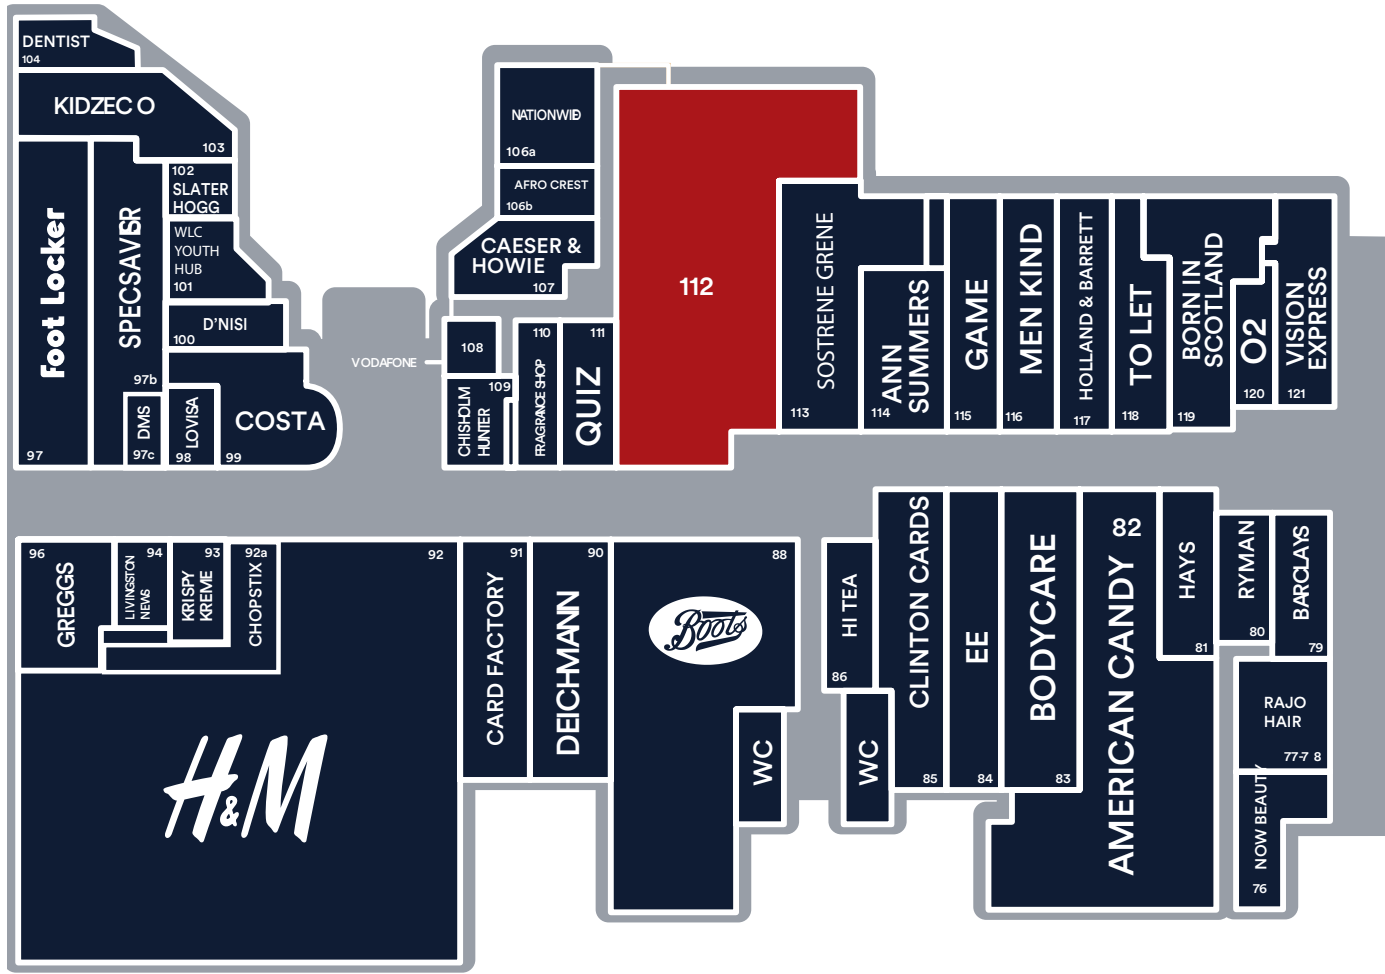 DENTIST
104
KIDZEC O
103
Foot Locker
97
SPECSAVER
97b
102
SLATER
HOGG
WLC
YOUTH
HUB
101
D'NISI
100
DMS
97c
LOVISA
98
COSTA
99
NATIONWID
106a
AFRO CREST
106b
CAESER &
HOWIE
107
VODAFONE
108
109
CHISHOLM
HUNTER
110
FRAGRANCE SHOP
111
QUIZ
112
SOSTRENE GRENE
113
ANN
SUMMERS
114
GAME
115
MEN KIND
116
HOLLAND & BARRETT
117
TO LET
118
BORN IN
SCOTLAND
119
O2
120
VISION
EXPRESS
121
96
GREGGS
94
LIVINGSTON
NEWS
93
KRISPY
KREME
92a
CHOPSTIX
92
H&M
91
CARD FACTORY
90
DEICHMANN
88
Boots
WC
HI TEA
86
WC
CLINTON CARDS
85
EE
84
BODYCARE
83
82
AMERICAN CANDY
HAYS
81
RYMAN
80
BARCLAYS
79
RAJO
HAIR
77-7 8
NOW BEAUTY
76